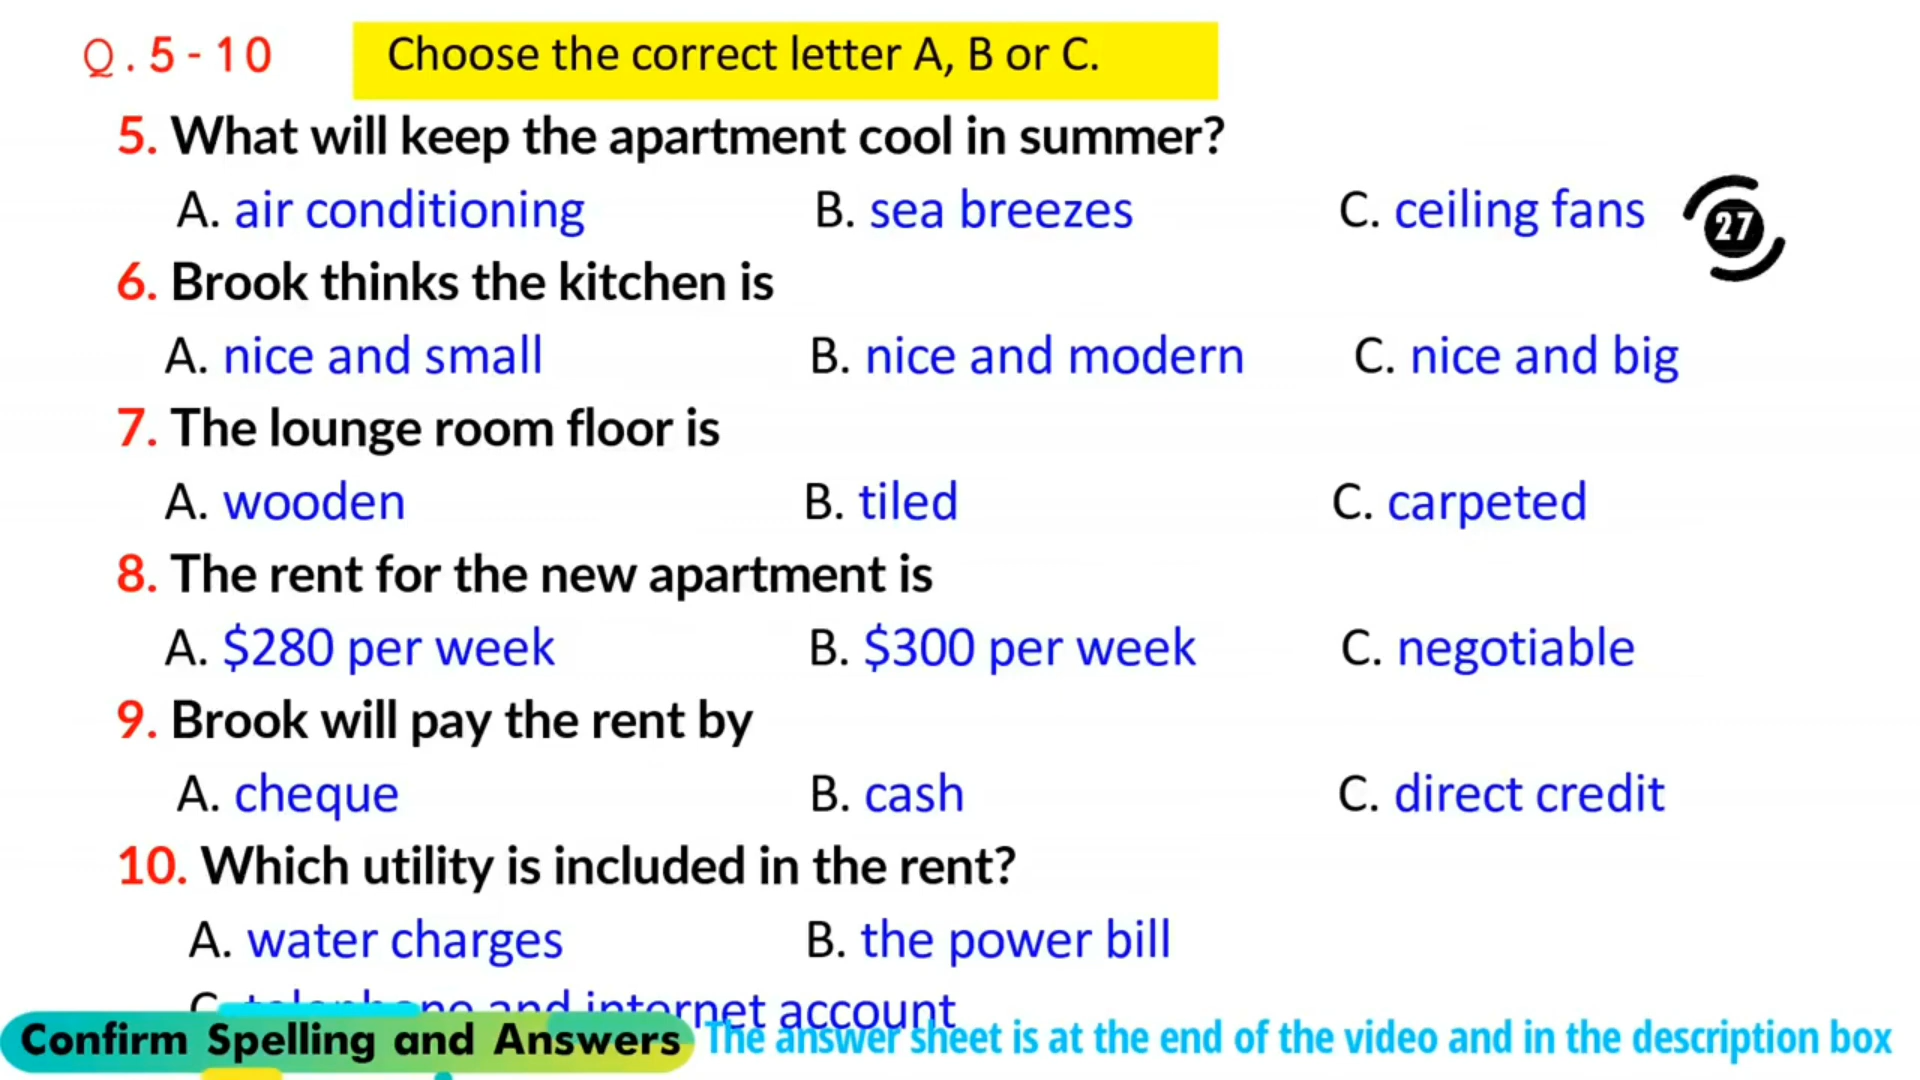 Q.5-10 Choose the correct letter A, B or C.
5. What will keep the apartment cool in summer?
A. air conditioning B. sea breezes C. ceiling fans 27
6. Brook thinks the kitchen is
A. nice and small B. nice and modern C. nice and big
7. The lounge room floor is
A. wooden B. tiled C. carpeted
8. The rent for the new apartment is
A. $280 per week B. $300 per week C. negotiable
9. Brook will pay the rent by
A. cheque B. cash C. direct credit
10. Which utility is included in the rent?
A. water charges B. the power bill
C. telephone and internet account
Confirm Spelling and Answers The answer sheet is at the end of the video and in the description box